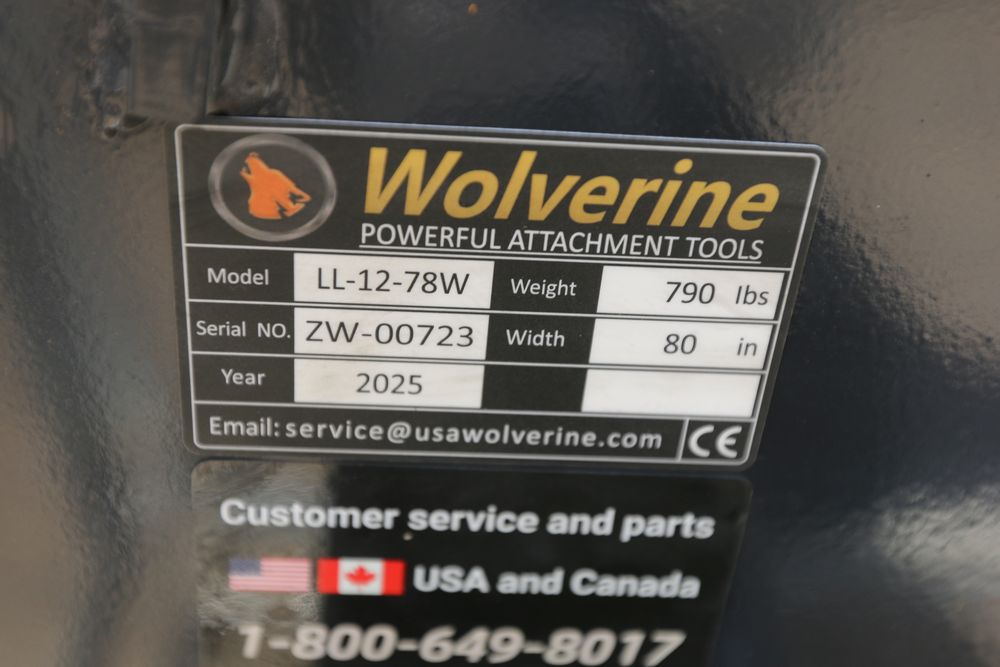 Wolverine
POWERFUL ATTACHMENT TOOLS
Model LL-12-78W Weight 790 lbs
Serial NO. ZW-00723 Width 80 in
Year 2025
Email: service@usawolverine.com CE
Customer service and parts
USA and Canada
1-800-649-8017